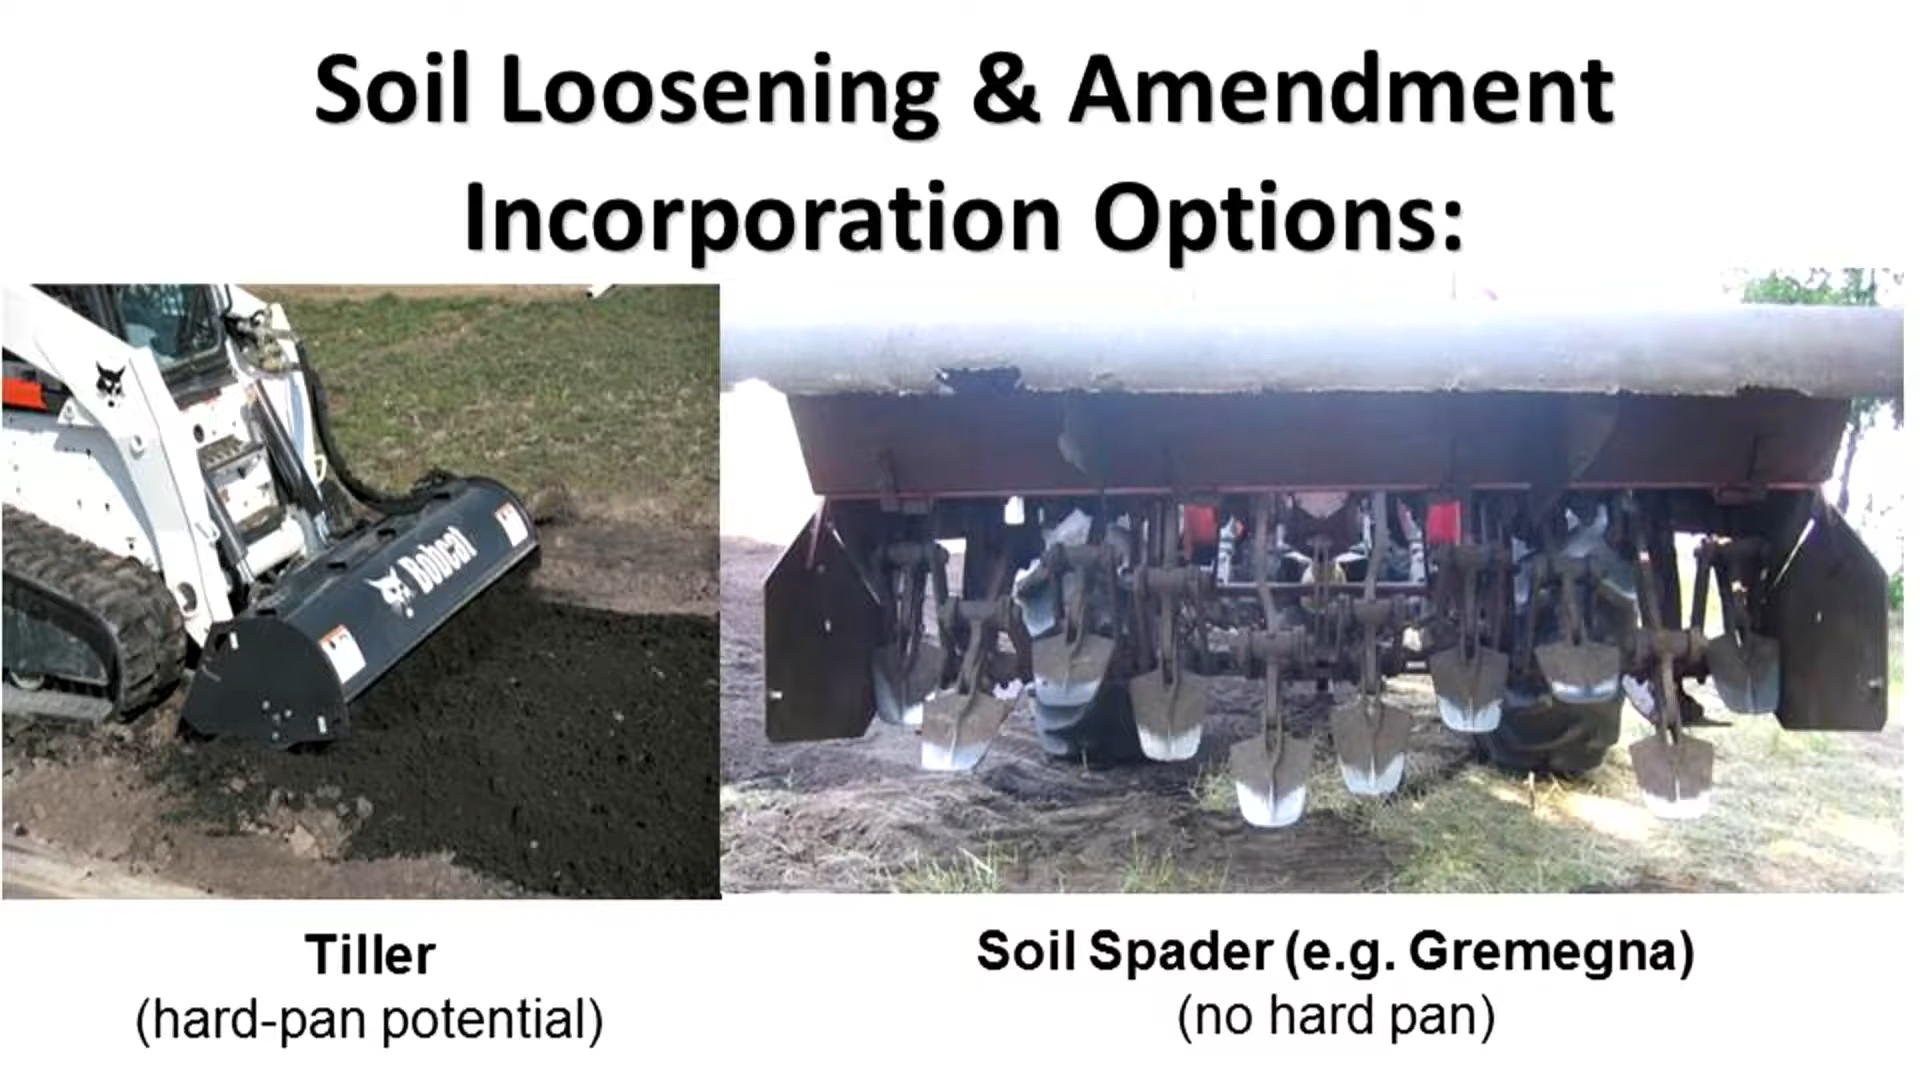 Soil Loosening & Amendment
Incorporation Options:
Bobcat
Tiller
(hard-pan potential)
Soil Spader (e.g. Gremegna)
(no hard pan)